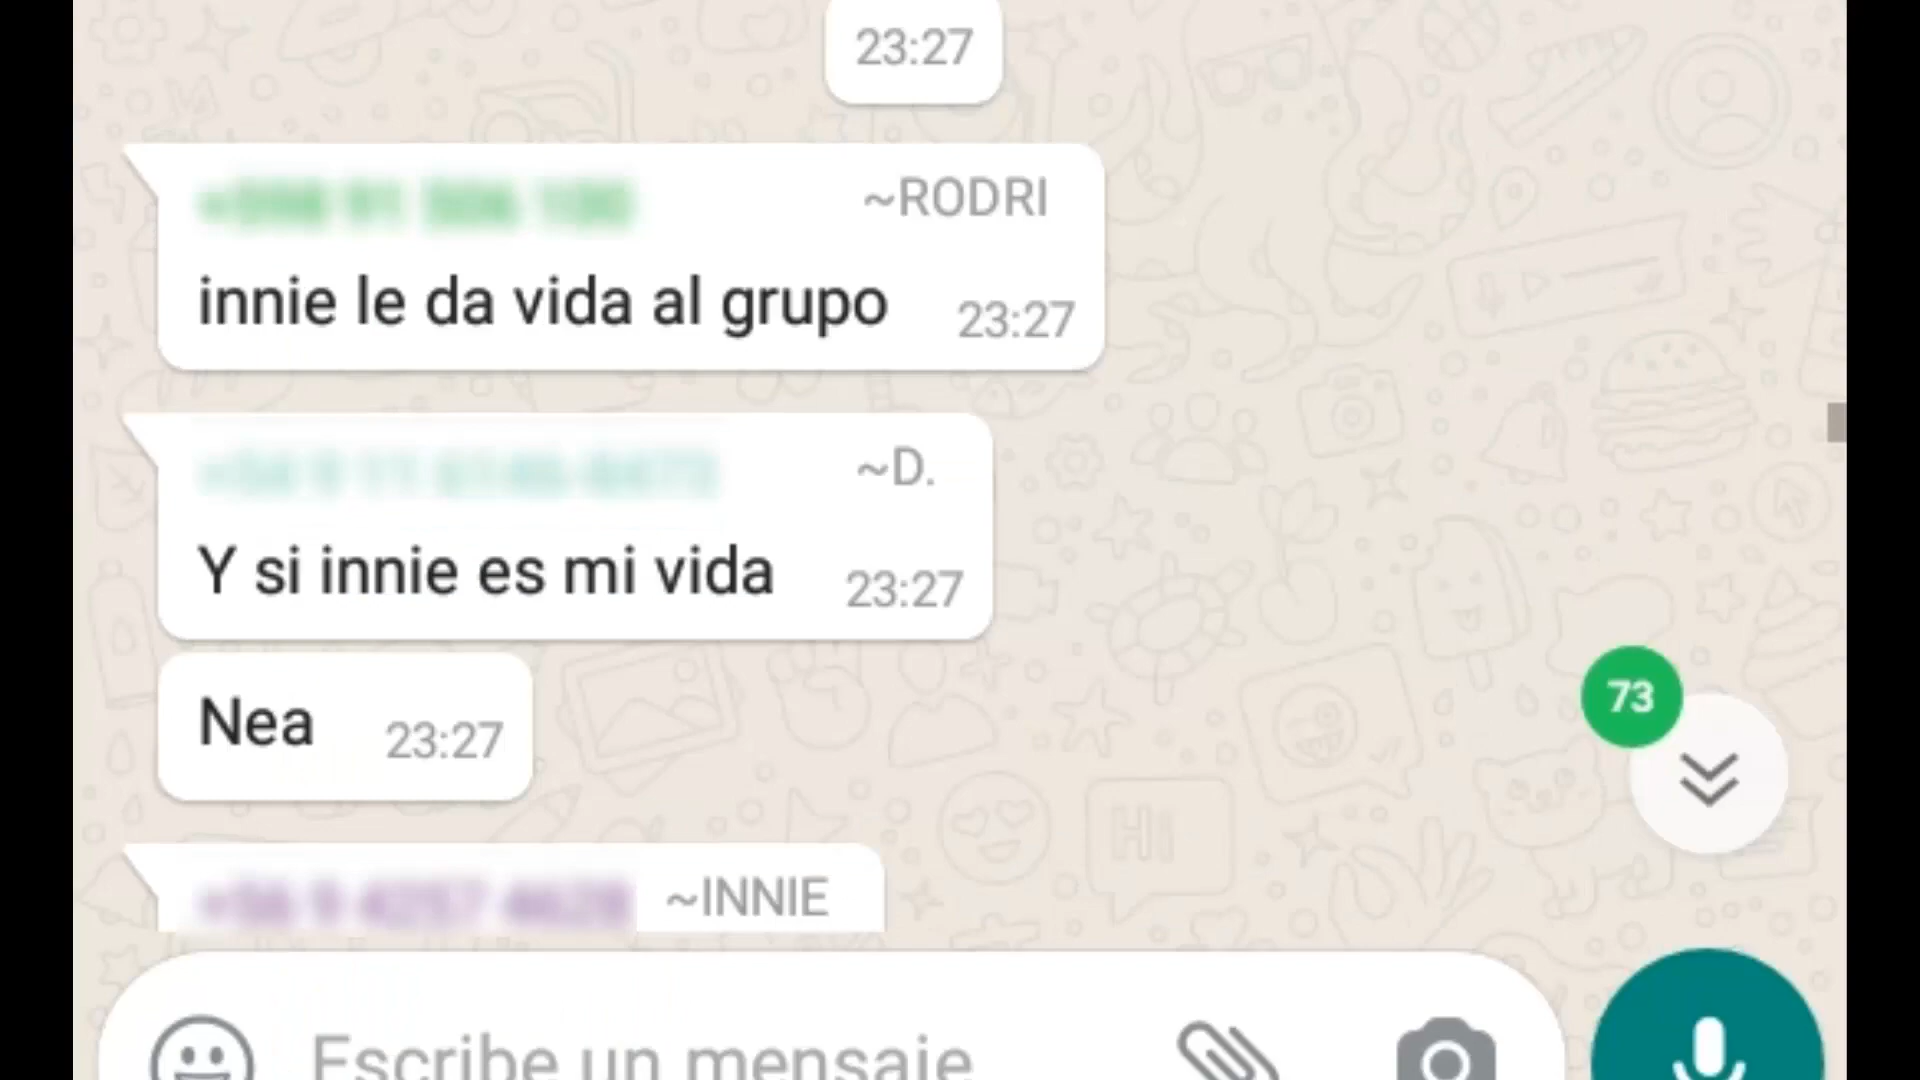 23:27
~RODRI
innie le da vida al grupo 23:27
~D.
Y si innie es mi vida 23:27
Nea 23:27
73
~INNIE
Escribe un mensaje